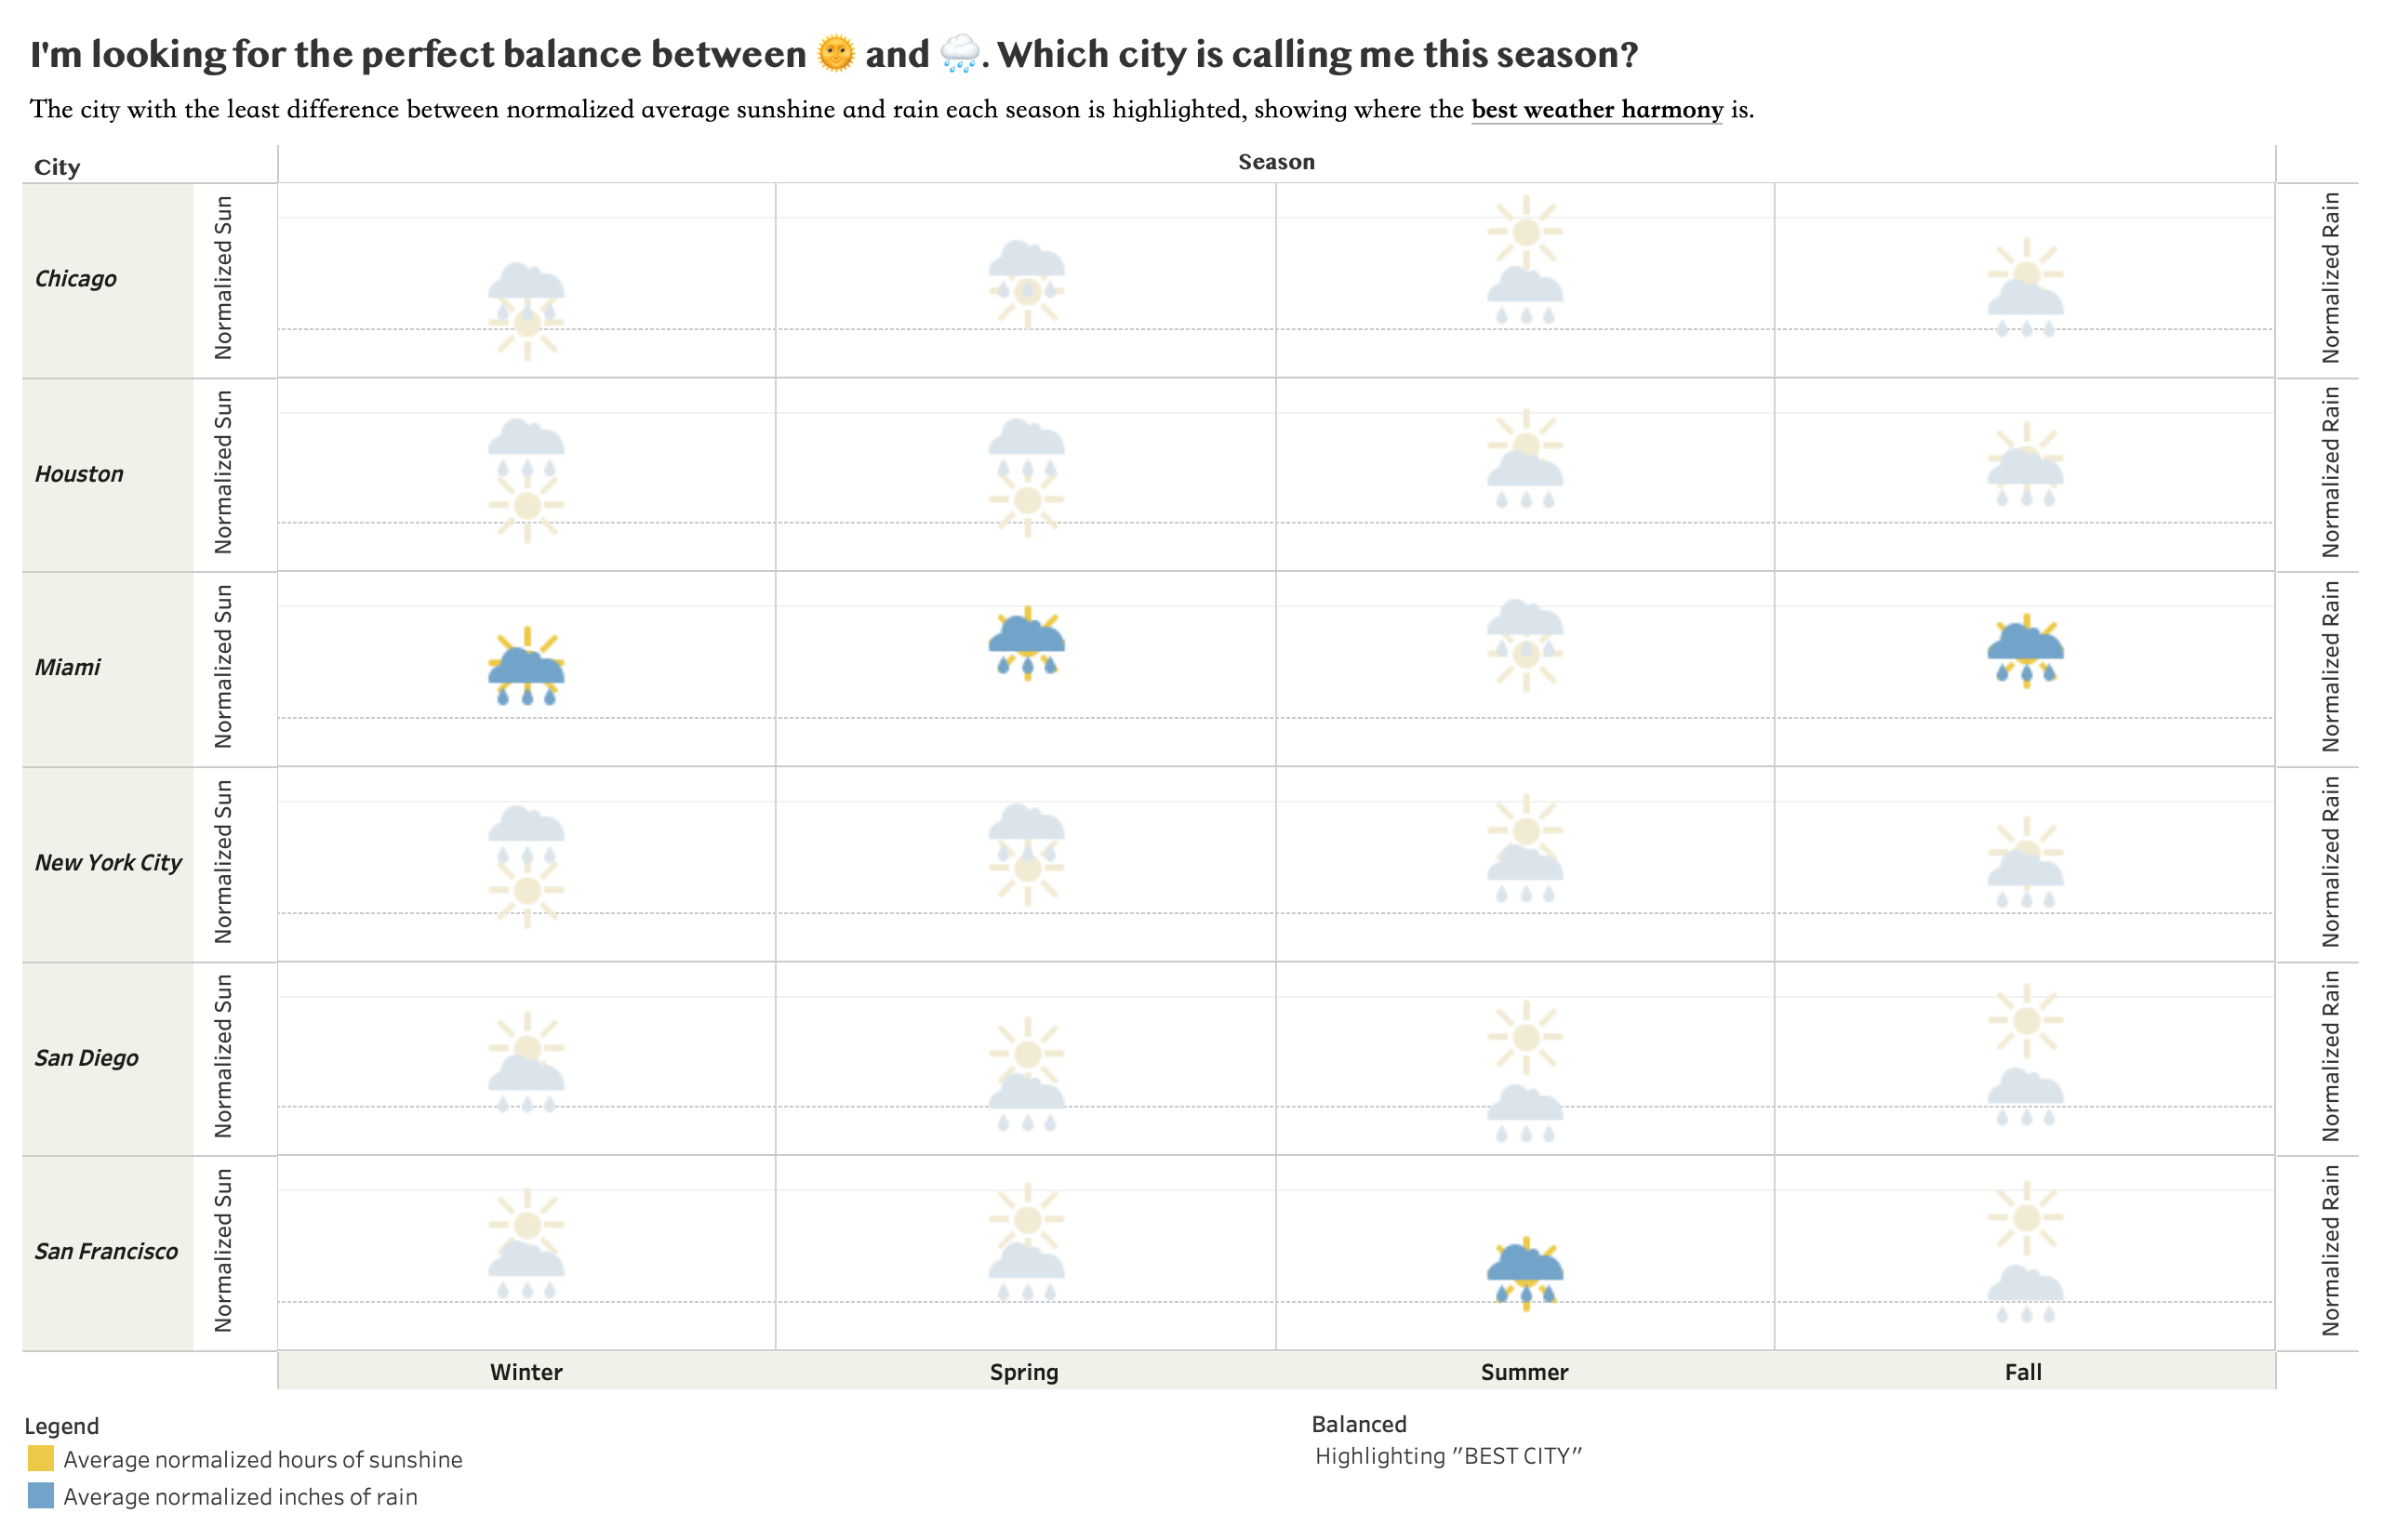 I'm looking for the perfect balance between 🌞 and 🌧️. Which city is calling me this season?
The city with the least difference between normalized average sunshine and rain each season is highlighted, showing where the best weather harmony is.
City
Season
Chicago
Normalized Sun
Normalized Rain
Houston
Normalized Sun
Normalized Rain
Miami
Normalized Sun
Normalized Rain
New York City
Normalized Sun
Normalized Rain
San Diego
Normalized Sun
Normalized Rain
San Francisco
Normalized Sun
Normalized Rain
Winter
Spring
Summer
Fall
Legend
Average normalized hours of sunshine
Average normalized inches of rain
Balanced
Highlighting "BEST CITY"